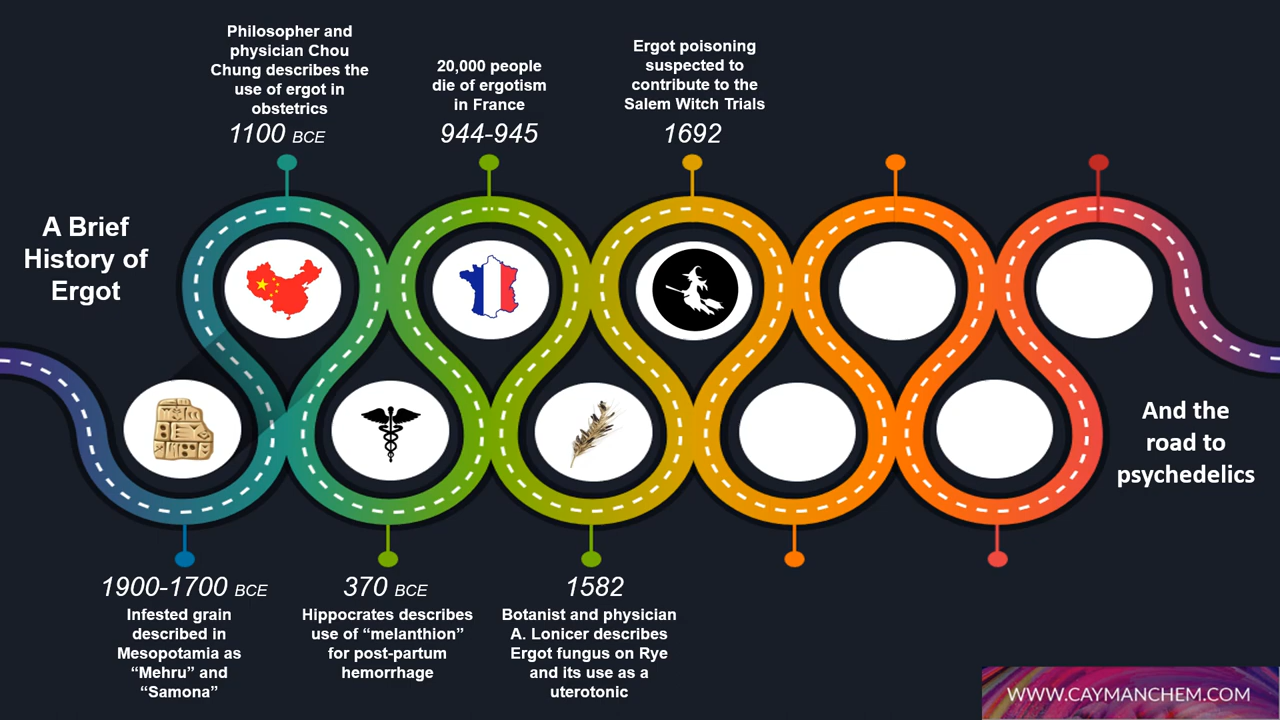 A Brief
History of
Ergot
1900-1700 BCE
Infested grain
described in
Mesopotamia as
“Mehru” and
“Samona”
Philosopher and
physician Chou
Chung describes the
use of ergot in
obstetrics
1100 BCE
370 BCE
Hippocrates describes
use of “melanthion”
for post-partum
hemorrhage
20,000 people
die of ergotism
in France
944-945
1582
Botanist and physician
A. Lonicer describes
Ergot fungus on Rye
and its use as a
uterotonic
Ergot poisoning
suspected to
contribute to the
Salem Witch Trials
1692
And the
road to
psychedelics
WWW.CAYMANCHEM.COM